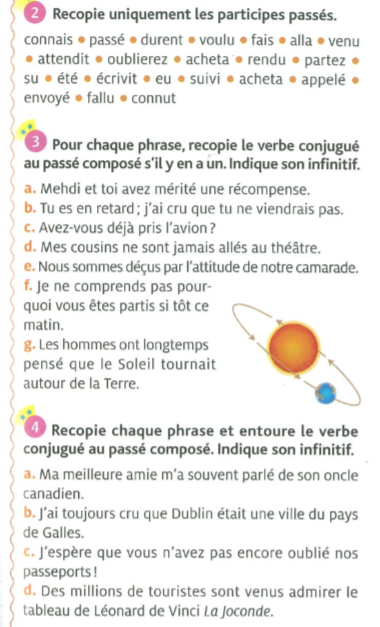 2 Recopie uniquement les participes passés.
connais • passé • durent • voulu • fais • alla • venu
• attendit • oublierez • acheta • rendu • partez •
su • été • écrivit • eu • suivi • acheta • appelé •
envoyé • fallu • connut
3 Pour chaque phrase, recopie le verbe conjugué
au passé composé s'il y en a un. Indique son infinitif.
a. Mehdi et toi avez mérité une récompense.
b. Tu es en retard ; j'ai cru que tu ne viendrais pas.
c. Avez-vous déjà pris l'avion ?
d. Mes cousins ne sont jamais allés au théâtre.
e. Nous sommes déçus par l'attitude de notre camarade.
f. Je ne comprends pas pour-
quoi vous êtes partis si tôt ce
matin.
g. Les hommes ont longtemps
pensé que le Soleil tournait
autour de la Terre.
4 Recopie chaque phrase et entoure le verbe
conjugué au passé composé. Indique son infinitif.
a. Ma meilleure amie m'a souvent parlé de son oncle
canadien.
b. J'ai toujours cru que Dublin était une ville du pays
de Galles.
c. J'espère que vous n'avez pas encore oublié nos
passeports !
d. Des millions de touristes sont venus admirer le
tableau de Léonard de Vinci La Joconde.